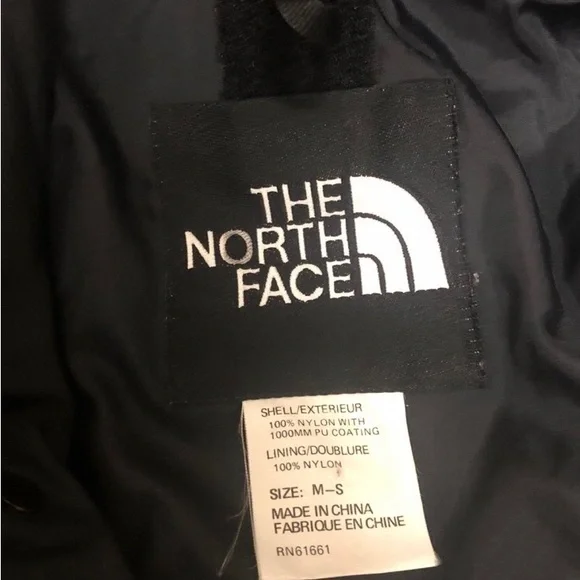 THE
NORTH
FACE
SHELL/EXTERIEUR
100% NYLON WITH
1000MM PU COATING
LINING/DOUBLURE
100% NYLON
SIZE: M-S
MADE IN CHINA
FABRIQUE EN CHINE
RN61661